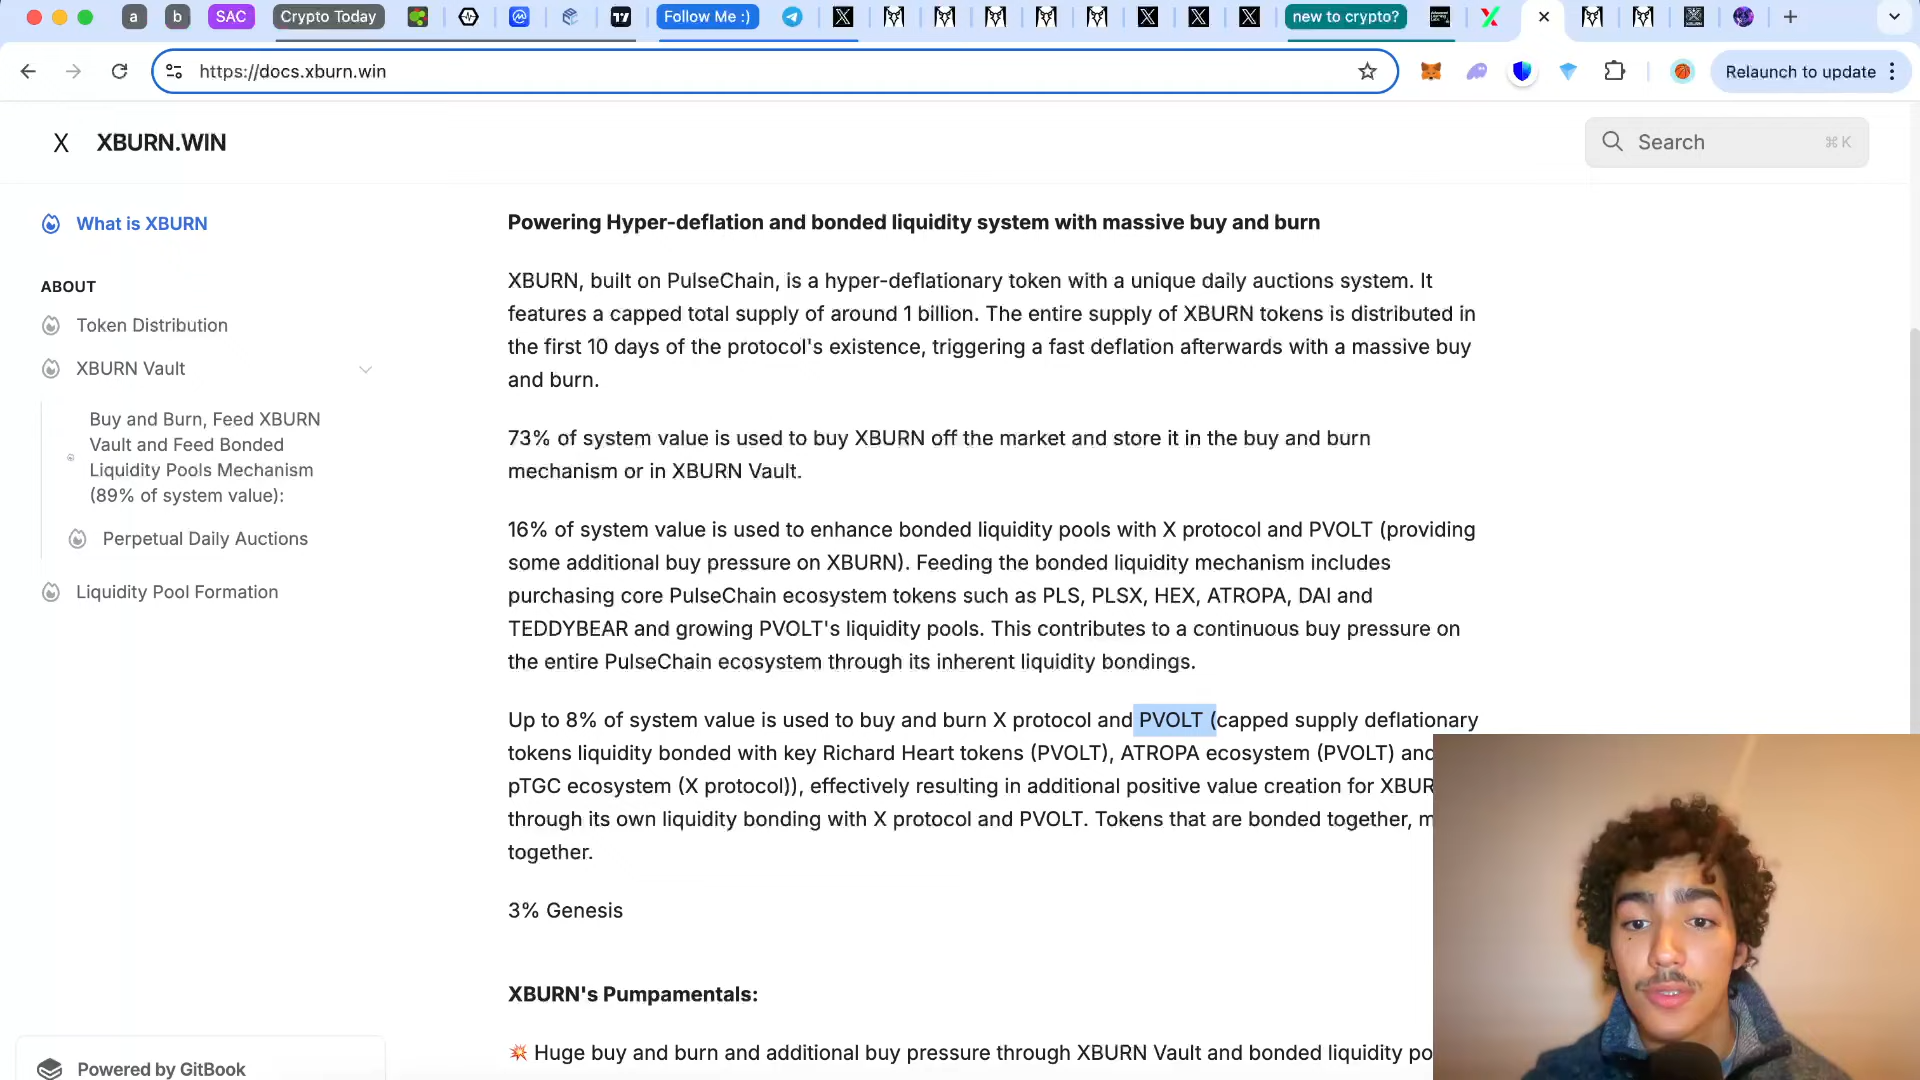 a
b
SAC
Crypto Today
Follow Me :)
new to crypto?
https://docs.xburn.win
Relaunch to update
X XBURN.WIN
Search
⌘K
What is XBURN
ABOUT
Token Distribution
XBURN Vault
Buy and Burn, Feed XBURN
Vault and Feed Bonded
Liquidity Pools Mechanism
(89% of system value):
Perpetual Daily Auctions
Liquidity Pool Formation
Powered by GitBook
Powering Hyper-deflation and bonded liquidity system with massive buy and burn
XBURN, built on PulseChain, is a hyper-deflationary token with a unique daily auctions system. It
features a capped total supply of around 1 billion. The entire supply of XBURN tokens is distributed in
the first 10 days of the protocol's existence, triggering a fast deflation afterwards with a massive buy
and burn.
73% of system value is used to buy XBURN off the market and store it in the buy and burn
mechanism or in XBURN Vault.
16% of system value is used to enhance bonded liquidity pools with X protocol and PVOLT (providing
some additional buy pressure on XBURN). Feeding the bonded liquidity mechanism includes
purchasing core PulseChain ecosystem tokens such as PLS, PLSX, HEX, ATROPA, DAI and
TEDDYBEAR and growing PVOLT's liquidity pools. This contributes to a continuous buy pressure on
the entire PulseChain ecosystem through its inherent liquidity bondings.
Up to 8% of system value is used to buy and burn X protocol and PVOLT (capped supply deflationary
tokens liquidity bonded with key Richard Heart tokens (PVOLT), ATROPA ecosystem (PVOLT) and
pTGC ecosystem (X protocol)), effectively resulting in additional positive value creation for XBUR
through its own liquidity bonding with X protocol and PVOLT. Tokens that are bonded together, m
together.
3% Genesis
XBURN's Pumpamentals:
💥 Huge buy and burn and additional buy pressure through XBURN Vault and bonded liquidity po